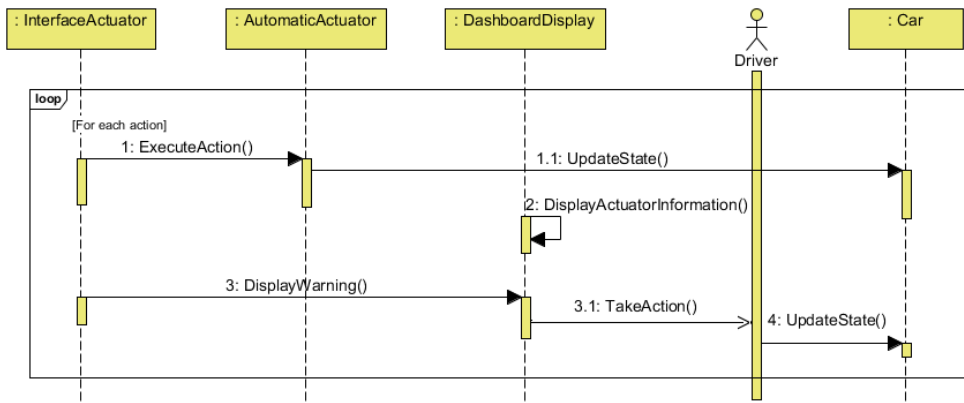 : InterfaceActuator
: AutomaticActuator
: DashboardDisplay
Driver
: Car
loop
[For each action]
1: ExecuteAction()
1.1: UpdateState()
2: DisplayActuatorInformation()
3: DisplayWarning()
3.1: TakeAction()
4: UpdateState()